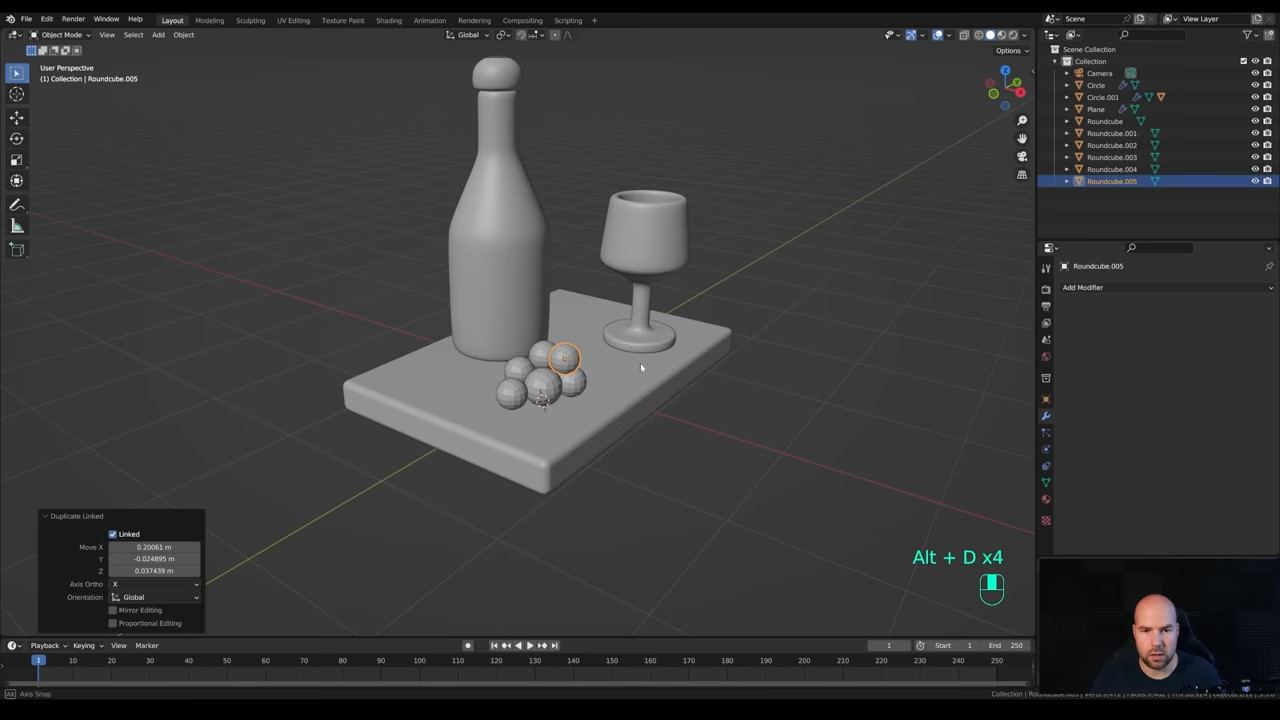 File Edit Render Window Help Layout Modeling Sculpting UV Editing Texture Paint Shading Animation Rendering Compositing Scripting + Scene View Layer
Object Mode View Select Add Object Global
Options
User Perspective
(1) Collection | Roundcube.005
Z
Y
X
Scene Collection
Collection
Camera
Circle
Circle.001
Plane
Roundcube
Roundcube.001
Roundcube.002
Roundcube.003
Roundcube.004
Roundcube.005
Roundcube.005
Add Modifier
Duplicate Linked
Linked
Move X 0.20061 m
Y -0.024895 m
Z 0.037439 m
Axis Ortho X
Orientation Global
Mirror Editing
Proportional Editing
Alt + D x4
Playback Keying View Marker 1 Start 1 End 250
1 10 20 30 40 50 60 70 80 90 100 110 120 130 140 150 160 170 180 190 200 210 220 230 240 250
Alt Axis Snap